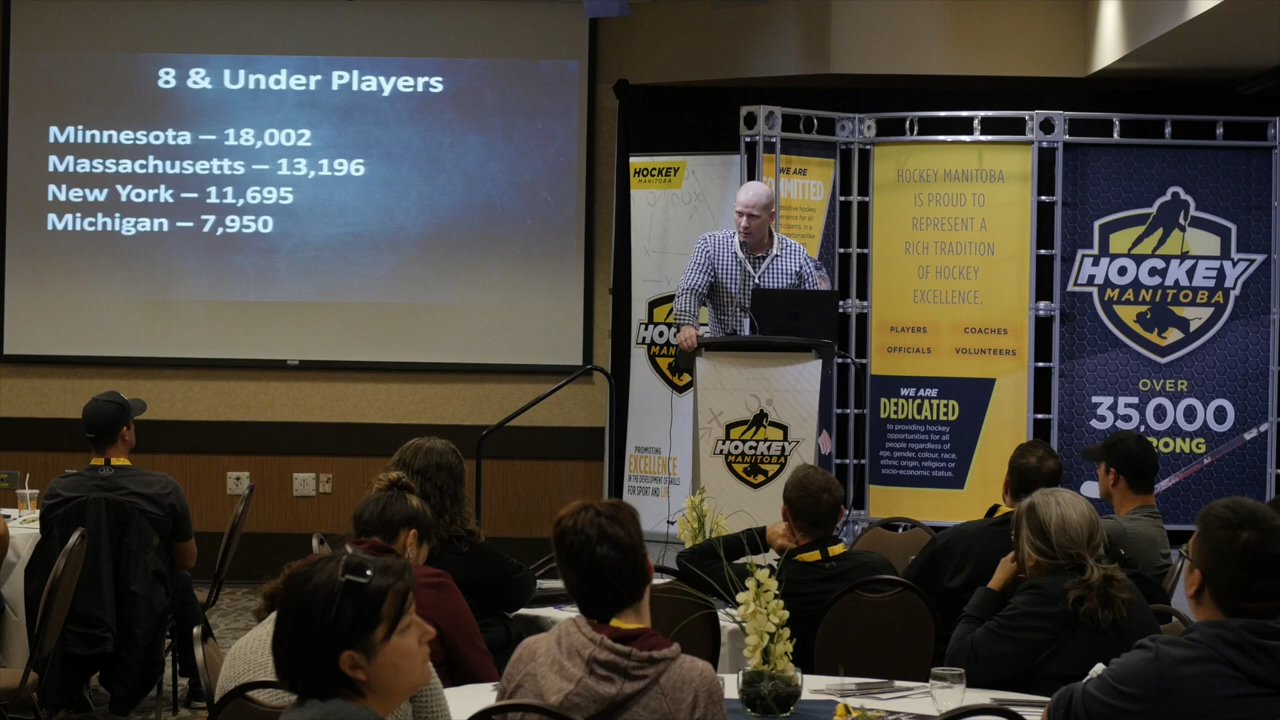 8 & Under Players
Minnesota – 18,002
Massachusetts – 13,196
New York – 11,695
Michigan – 7,950
HOCKEY
MANITOBA
HOCKEY
PROMOTING
EXCELLENCE
IN THE DEVELOPMENT OF SKILLS
FOR SPORT AND LIFE
WE ARE
HOCKEY
MANITOBA
HOCKEY MANITOBA
IS PROUD TO
REPRESENT A
RICH TRADITION
OF HOCKEY
EXCELLENCE.
PLAYERS COACHES
OFFICIALS VOLUNTEERS
WE ARE
DEDICATED
to providing hockey
opportunities for all
people regardless of
age, gender, colour, race,
ethnic origin, religion or
socio-economic status.
HOCKEY
MANITOBA
OVER
35,000